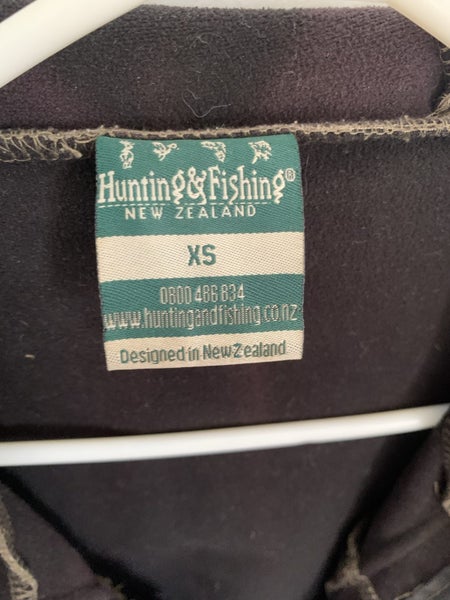 Hunting&Fishing®
NEW ZEALAND
XS
0800 486 834
www.huntingandfishing.co.nz
Designed in New Zealand